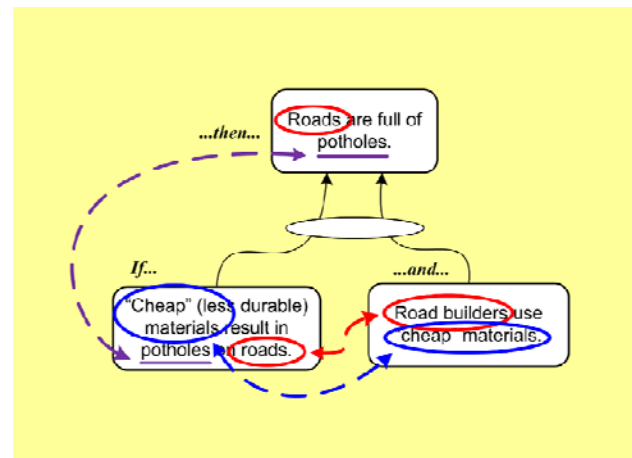 Roads are full of
potholes.
...then...
If...
"Cheap" (less durable)
materials result in
potholes on roads.
...and...
Road builders use
cheap materials.